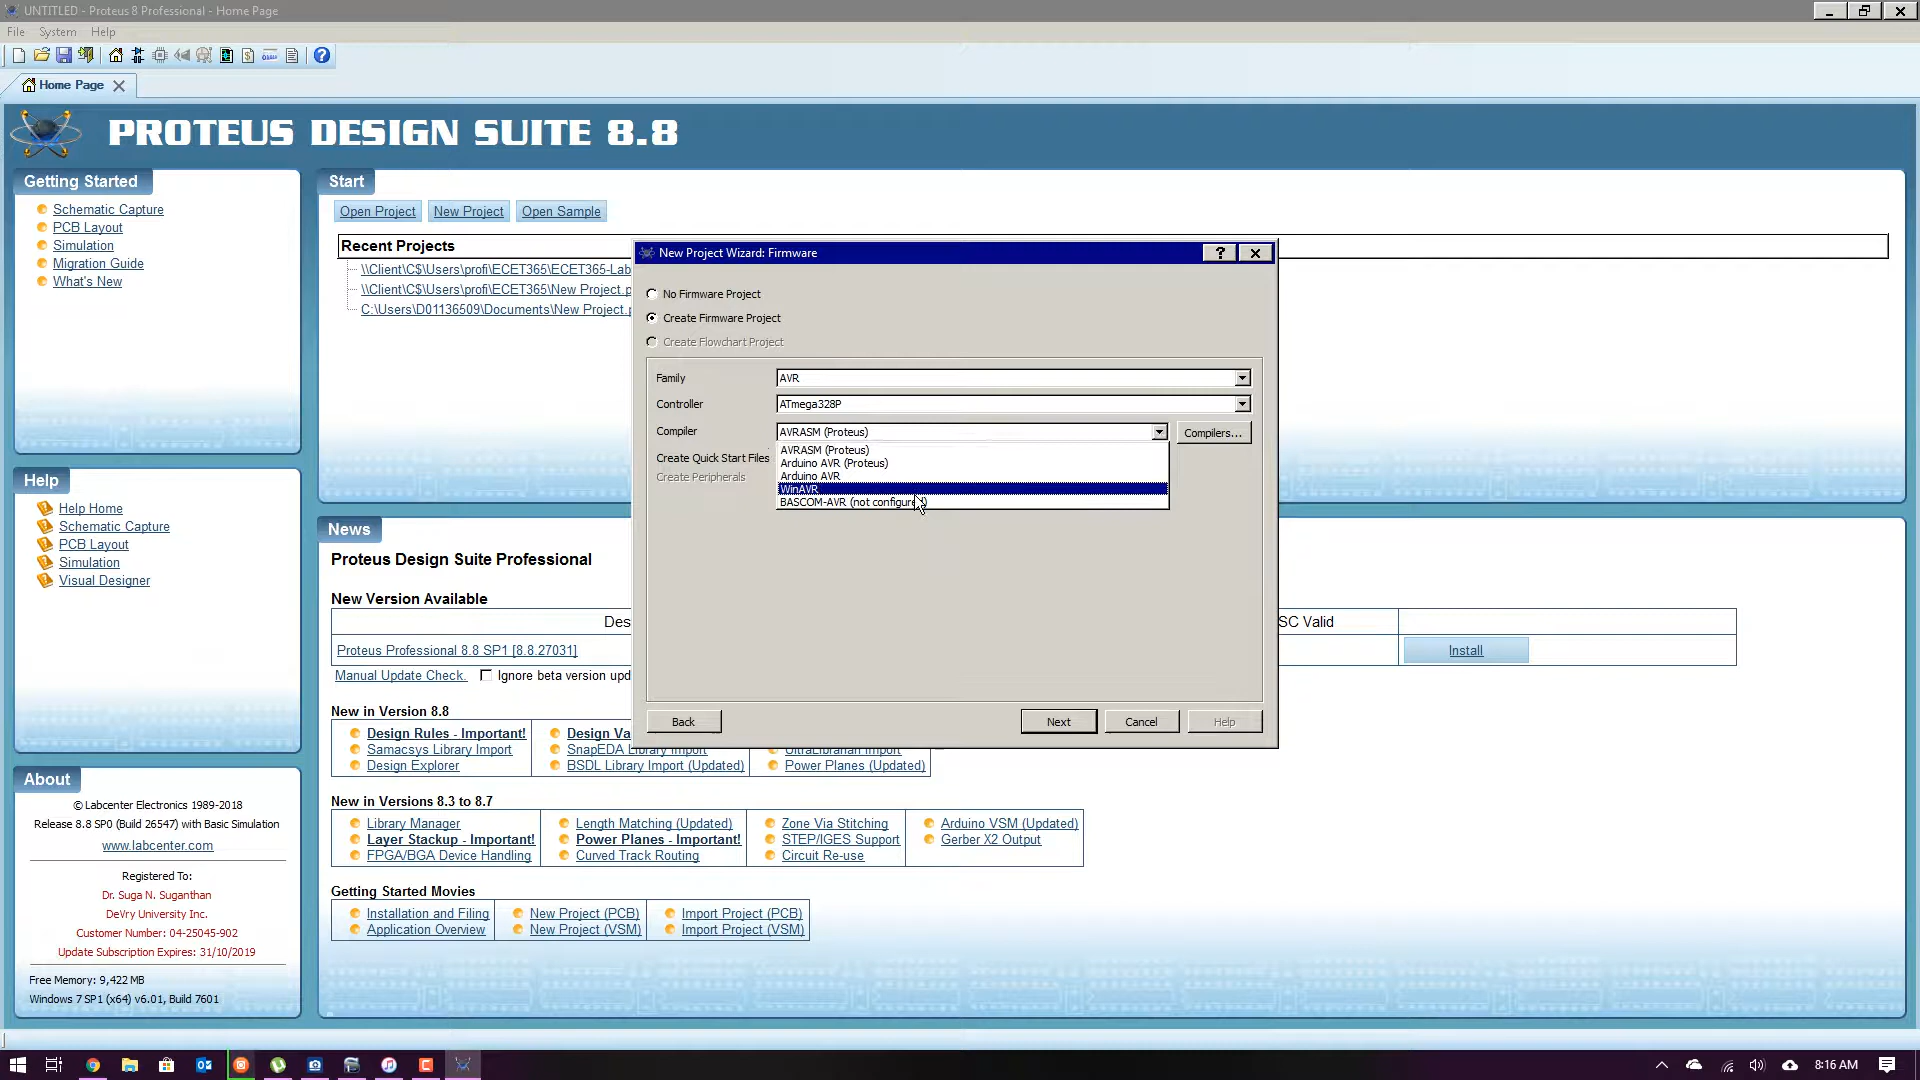 UNTITLED - Proteus 8 Professional - Home Page
File System Help
Home Page
PROTEUS DESIGN SUITE 8.8
Getting Started
Schematic Capture
PCB Layout
Simulation
Migration Guide
What's New
Help
Help Home
Schematic Capture
PCB Layout
Simulation
Visual Designer
About
© Labcenter Electronics 1989-2018
Release 8.8 SP0 (Build 26547) with Basic Simulation
www.labcenter.com
Registered To:
Dr. Suga N. Suganthan
DeVry University Inc.
Customer Number: 04-25045-902
Update Subscription Expires: 31/10/2019
Free Memory: 9,422 MB
Windows 7 SP1 (x64) v6.01, Build 7601
Start
Open Project New Project Open Sample
Recent Projects
\\Client\C$\Users\profi\ECET365\ECET365-Lab
\\Client\C$\Users\profi\ECET365\New Project.p
C:\Users\D01136509\Documents\New Project.p
New Project Wizard: Firmware
No Firmware Project
Create Firmware Project
Create Flowchart Project
Family AVR
Controller ATmega328P
Compiler AVRASM (Proteus) Compilers...
AVRASM (Proteus)
Create Quick Start Files Arduino AVR (Proteus)
Create Peripherals Arduino AVR
WinAVR
BASCOM-AVR (not configured)
Back Next Cancel Help
News
Proteus Design Suite Professional
New Version Available
Des SC Valid
Proteus Professional 8.8 SP1 [8.8.27031] Install
Manual Update Check. Ignore beta version upd
New in Version 8.8
Design Rules - Important! Design Va
Samacsys Library Import SnapEDA Library Import UltraLibrarian Import
Design Explorer BSDL Library Import (Updated) Power Planes (Updated)
New in Versions 8.3 to 8.7
Library Manager Length Matching (Updated) Zone Via Stitching Arduino VSM (Updated)
Layer Stackup - Important! Power Planes - Important! STEP/IGES Support Gerber X2 Output
FPGA/BGA Device Handling Curved Track Routing Circuit Re-use
Getting Started Movies
Installation and Filing New Project (PCB) Import Project (PCB)
Application Overview New Project (VSM) Import Project (VSM)
8:16 AM